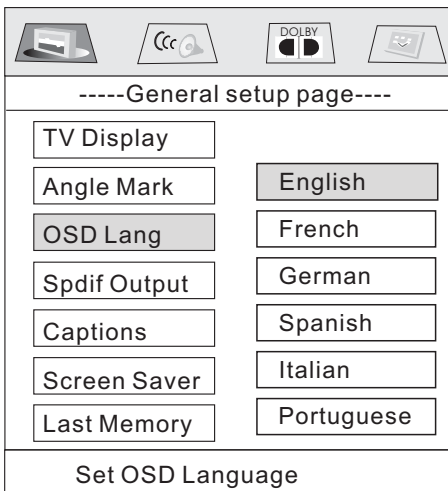 DOLBY
-----General setup page----
TV Display
Angle Mark
OSD Lang
Spdif Output
Captions
Screen Saver
Last Memory
English
French
German
Spanish
Italian
Portuguese
Set OSD Language